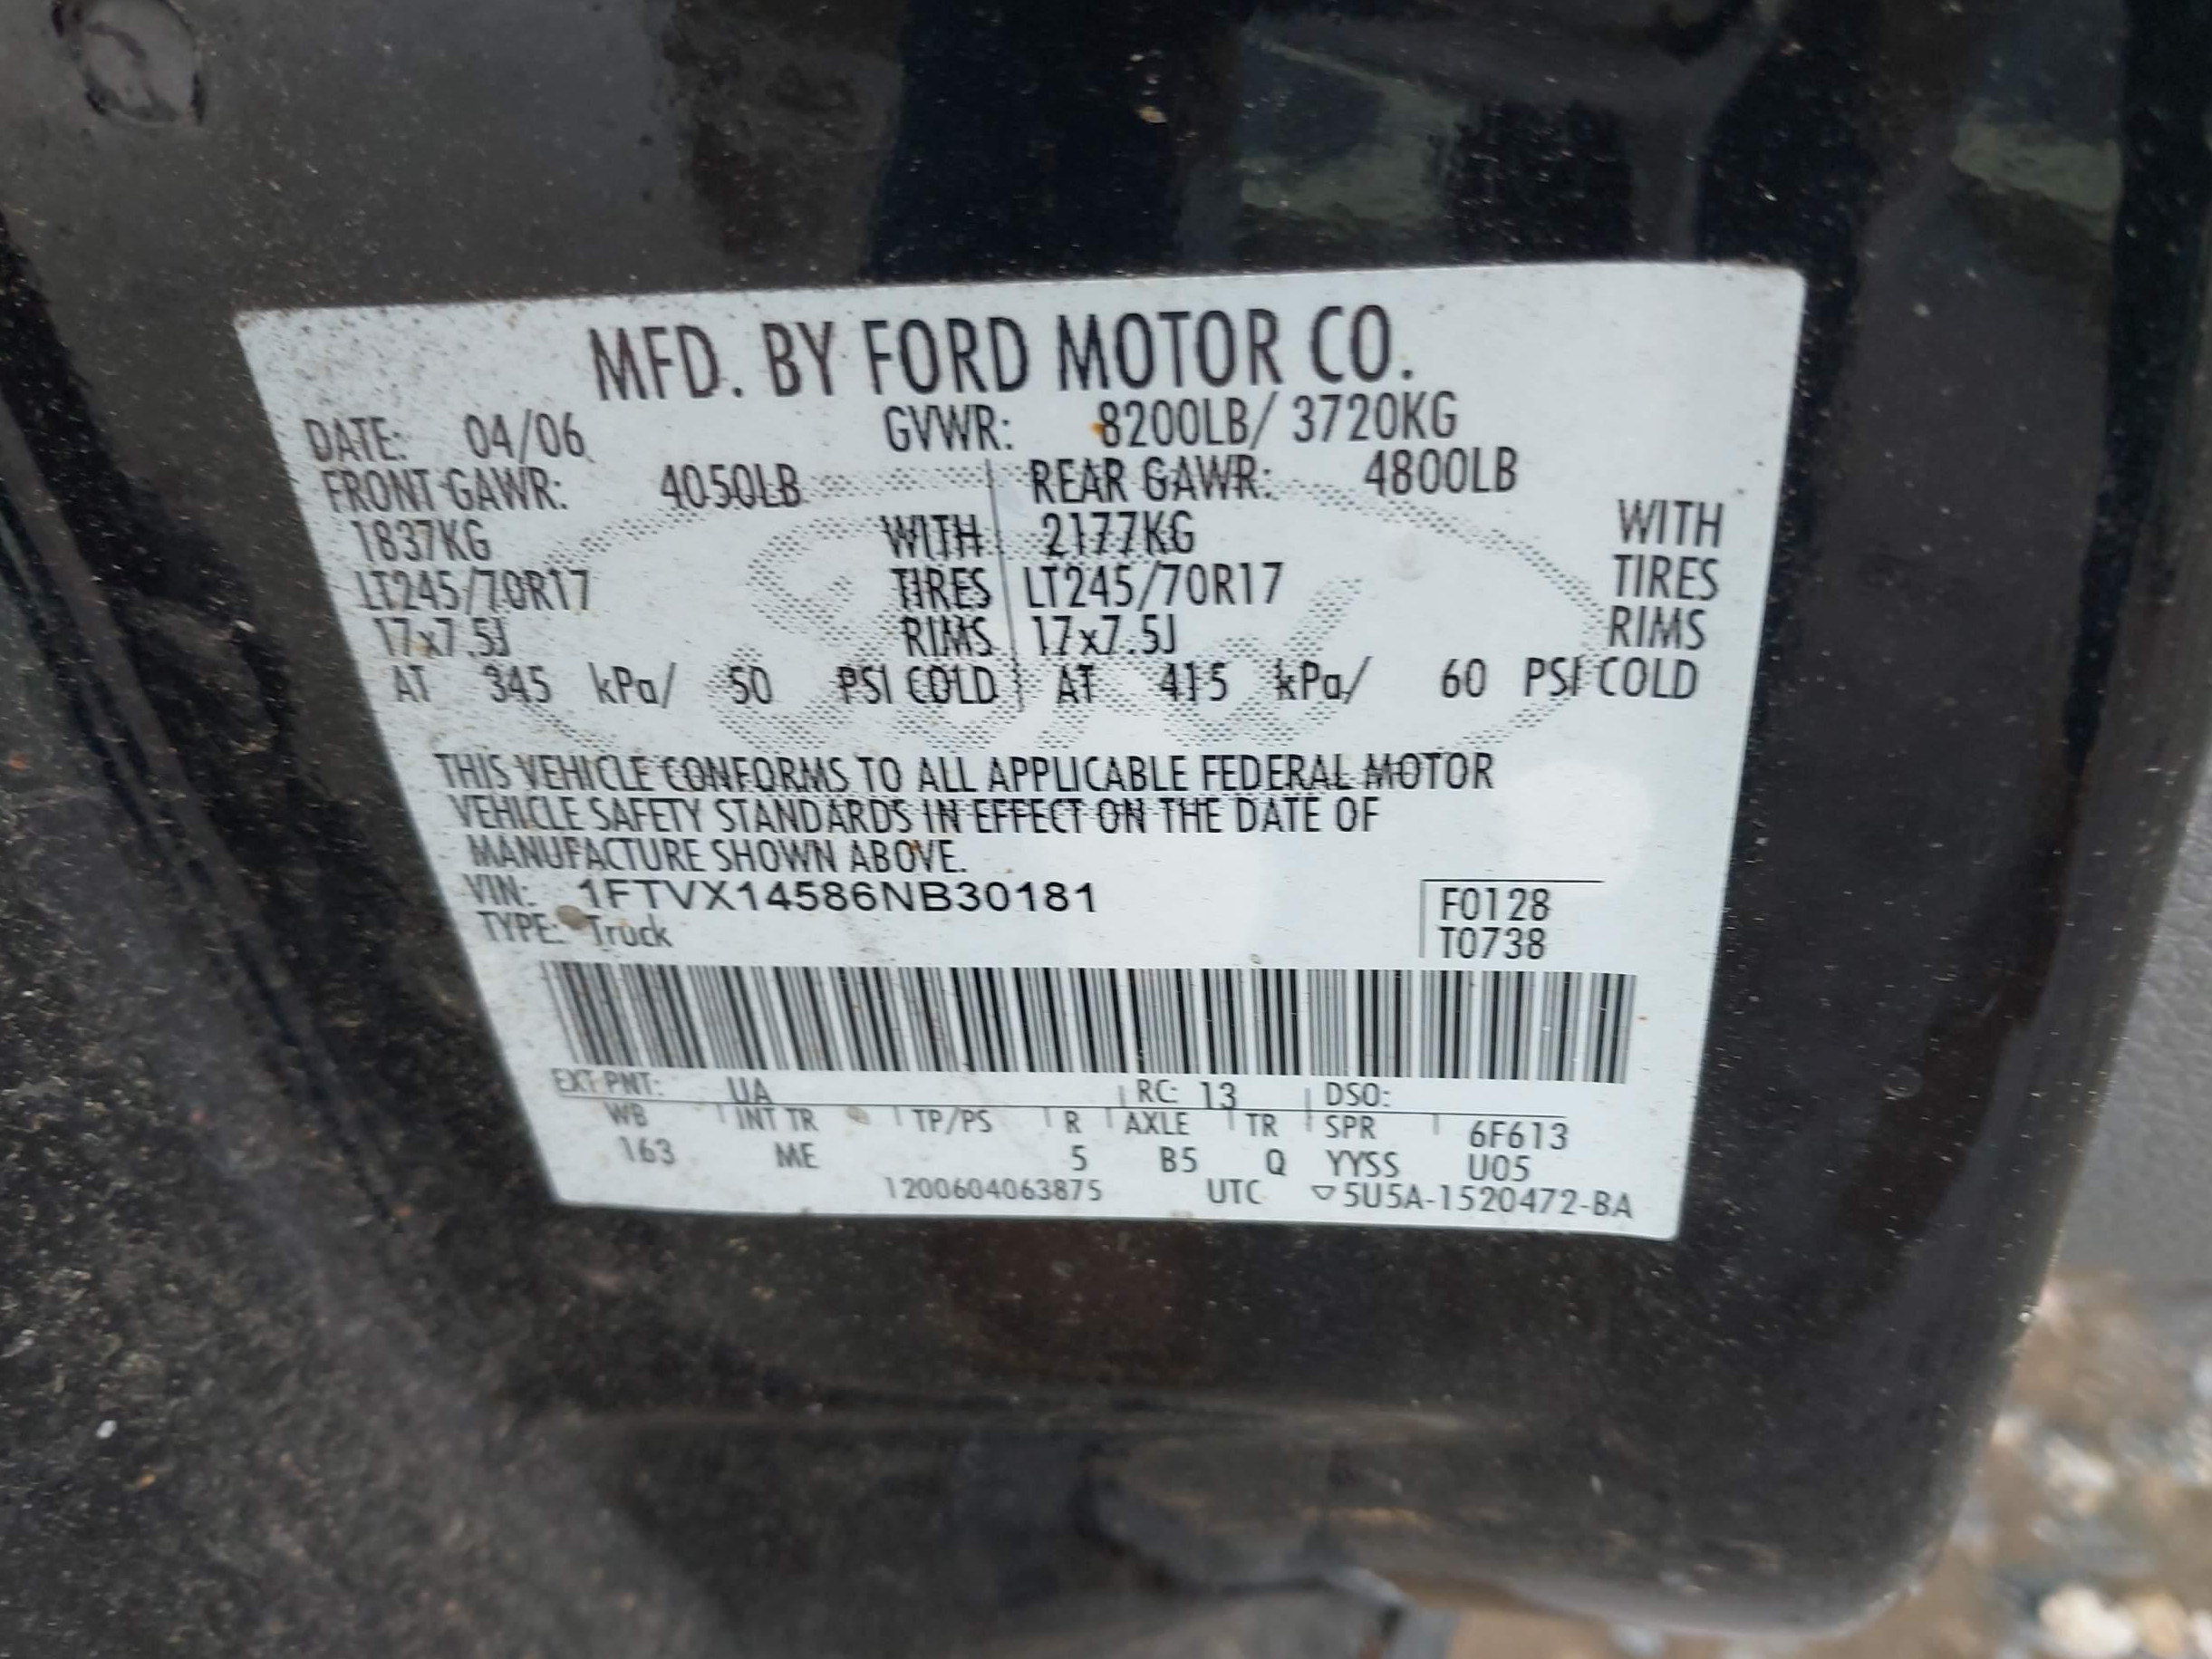 MFD. BY FORD MOTOR CO.
DATE: 04/06 GVWR: 8200LB/ 3720KG
FRONT GAWR: 4050LB REAR GAWR: 4800LB
1837KG WITH 2177KG WITH
LT245/70R17 TIRES LT245/70R17 TIRES
17x7.5J RIMS 17x7.5J RIMS
AT 345 kPa/ 50 PSI COLD AT 415 kPa/ 60 PSI COLD
THIS VEHICLE CONFORMS TO ALL APPLICABLE FEDERAL MOTOR
VEHICLE SAFETY STANDARDS IN EFFECT ON THE DATE OF
MANUFACTURE SHOWN ABOVE.
VIN: 1FTVX14586NB30181 F0128
TYPE: Truck T0738
EXT PNT: UA RC: 13 DSO:
WB INT TR TP/PS R AXLE TR SPR 6F613
163 ME 5 B5 Q YYSS U05
1200604063875 UTC ▽5U5A-1520472-BA